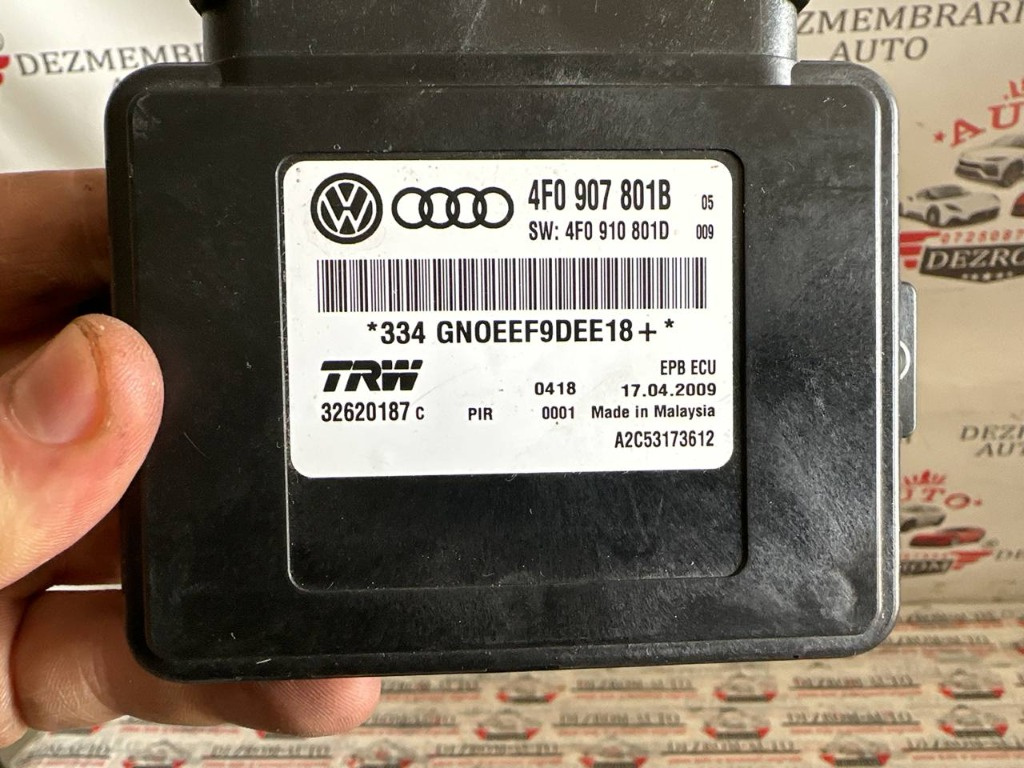 DEZMEMBRARI
AUTO
4F0 907 801B 05
SW: 4F0 910 801D 009
*334 GNOEEF9DEE18+*
TRW
EPB ECU
0418 17.04.2009
32620187 C PIR 0001 Made in Malaysia
A2C53173612
AUTO